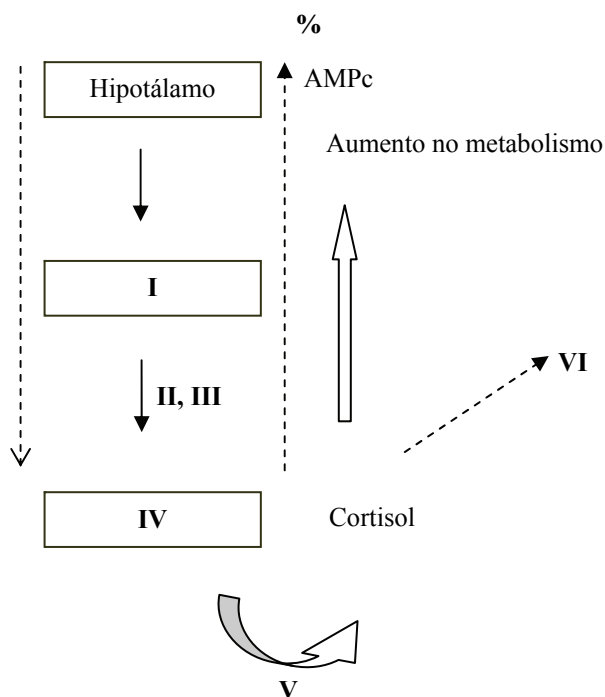 %
Hipotálamo
AMPc
Aumento no metabolismo
I
II, III
VI
IV
Cortisol
V